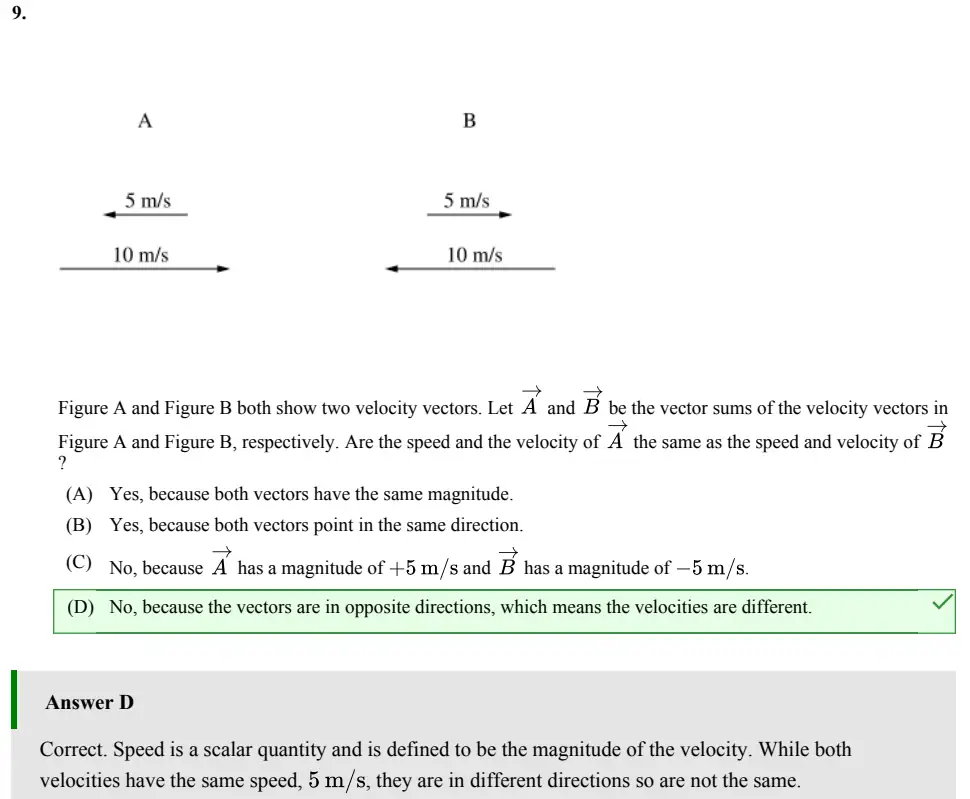 9.
A B
5 m/s 5 m/s
10 m/s 10 m/s
Figure A and Figure B both show two velocity vectors. Let $\overrightarrow{A}$ and $\overrightarrow{B}$ be the vector sums of the velocity vectors in
Figure A and Figure B, respectively. Are the speed and the velocity of $\overrightarrow{A}$ the same as the speed and velocity of $\overrightarrow{B}$
?
(A) Yes, because both vectors have the same magnitude.
(B) Yes, because both vectors point in the same direction.
(C) No, because $\overrightarrow{A}$ has a magnitude of +5 m/s and $\overrightarrow{B}$ has a magnitude of −5 m/s.
(D) No, because the vectors are in opposite directions, which means the velocities are different.
Answer D
Correct. Speed is a scalar quantity and is defined to be the magnitude of the velocity. While both
velocities have the same speed, 5 m/s, they are in different directions so are not the same.